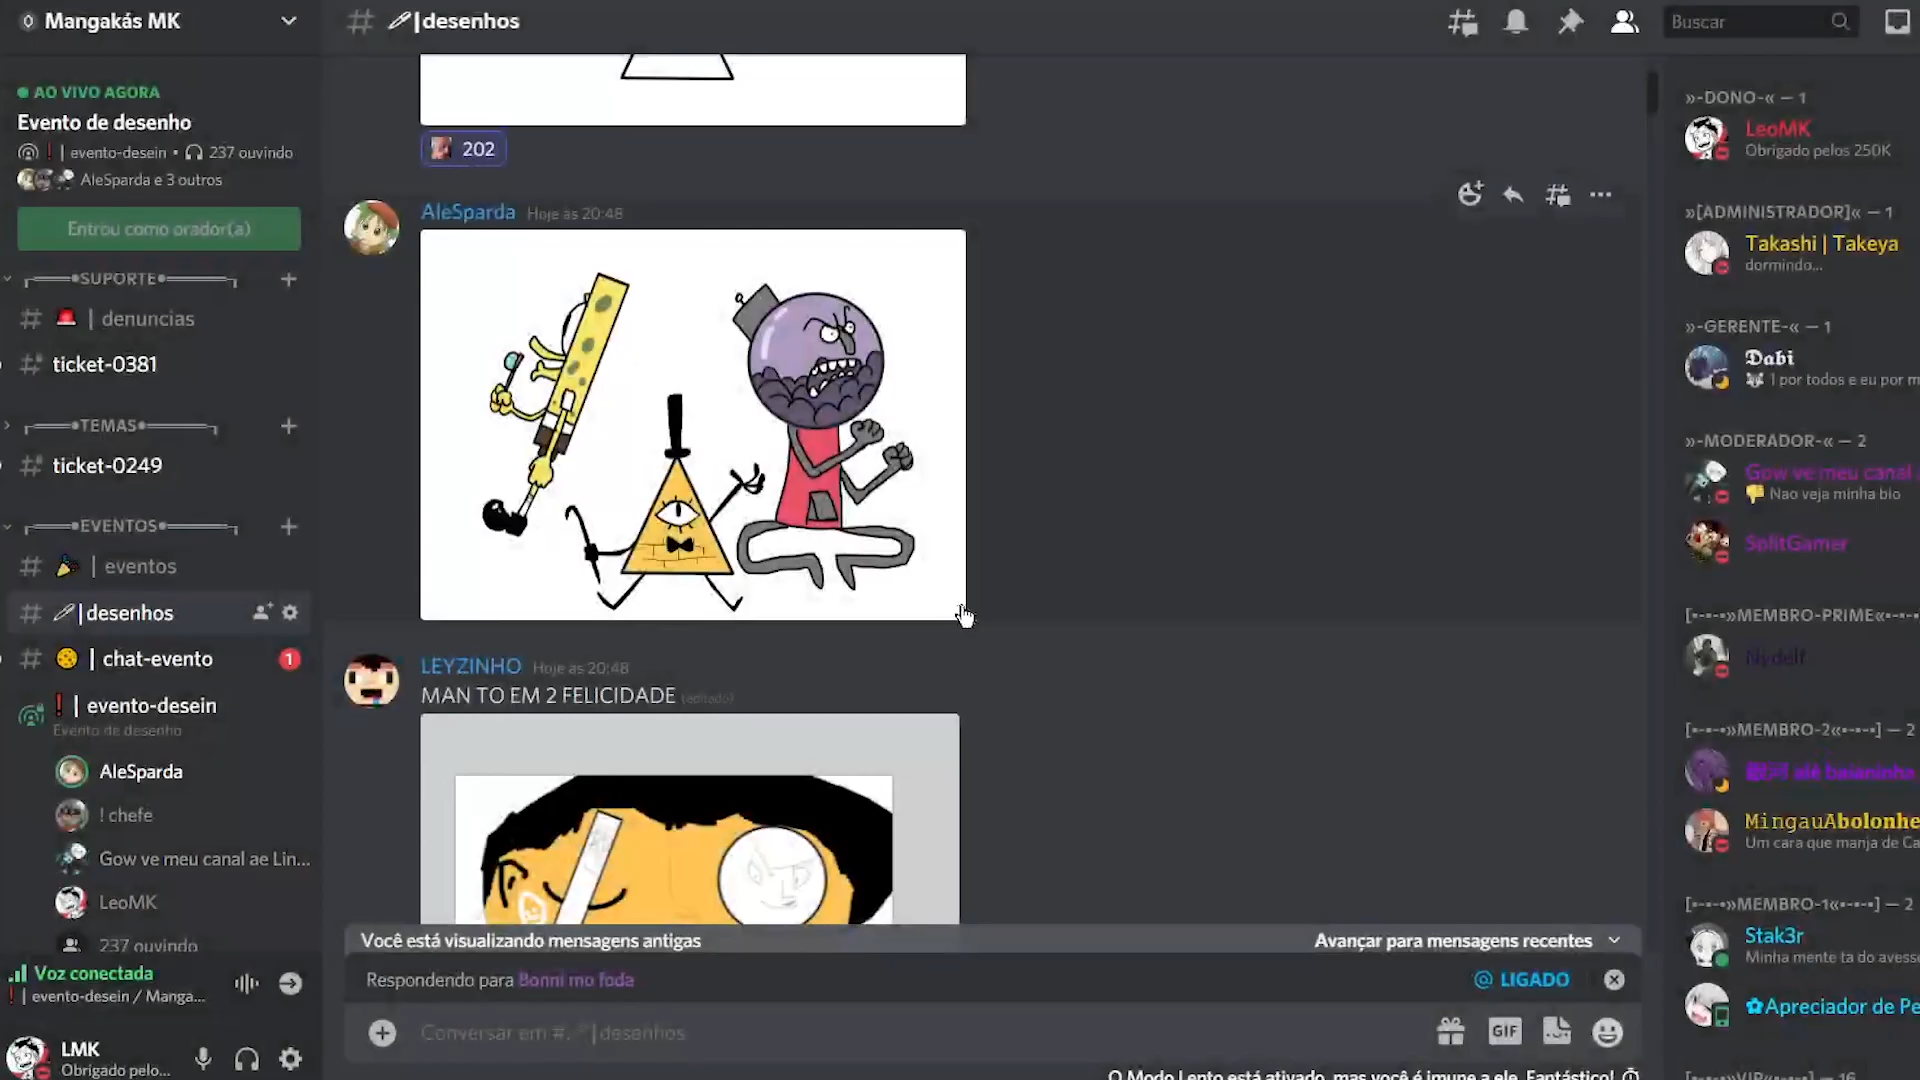 Mangakás MK
AO VIVO AGORA
Evento de desenho
| evento-desein • 237 ouvindo
AleSparda e 3 outros
Entrou como orador(a)
SUPORTE
| denuncias
ticket-0381
TEMAS
ticket-0249
EVENTOS
| eventos
|desenhos
| chat-evento
1
| evento-desein
Evento de desenho
AleSparda
! chefe
Gow ve meu canal ae Lin...
LeoMK
237 ouvindo
Voz conectada
| evento-desein / Manga...
LMK
Obrigado pelo...
|desenhos
Buscar
202
AleSparda Hoje às 20:48
LEYZINHO Hoje às 20:48
MAN TO EM 2 FELICIDADE (editado)
Você está visualizando mensagens antigas
Avançar para mensagens recentes
Respondendo para Bonni mo foda
@ LIGADO
Conversar em #. |desenhos
GIF
O Modo Lento está ativado, mas você é imune a ele. Fantástico!
»-DONO-« — 1
LeoMK
Obrigado pelos 250K
»[ADMINISTRADOR]« — 1
Takashi | Takeya
dormindo...
»-GERENTE-« — 1
𝕯𝖆𝖇𝖎
1 por todos e eu por m
»-MODERADOR-« — 2
Gow ve meu canal
Nao veja minha bio
SplitGamer
»MEMBRO-PRIME«
Nydelf
»MEMBRO-2« — 2
alê baianinha
MingauAbolonhe
Um cara que manja de Ca
»MEMBRO-1« — 2
Stak3r
Minha mente ta do avess
✿Apreciador de Pe
»VIP« — 16